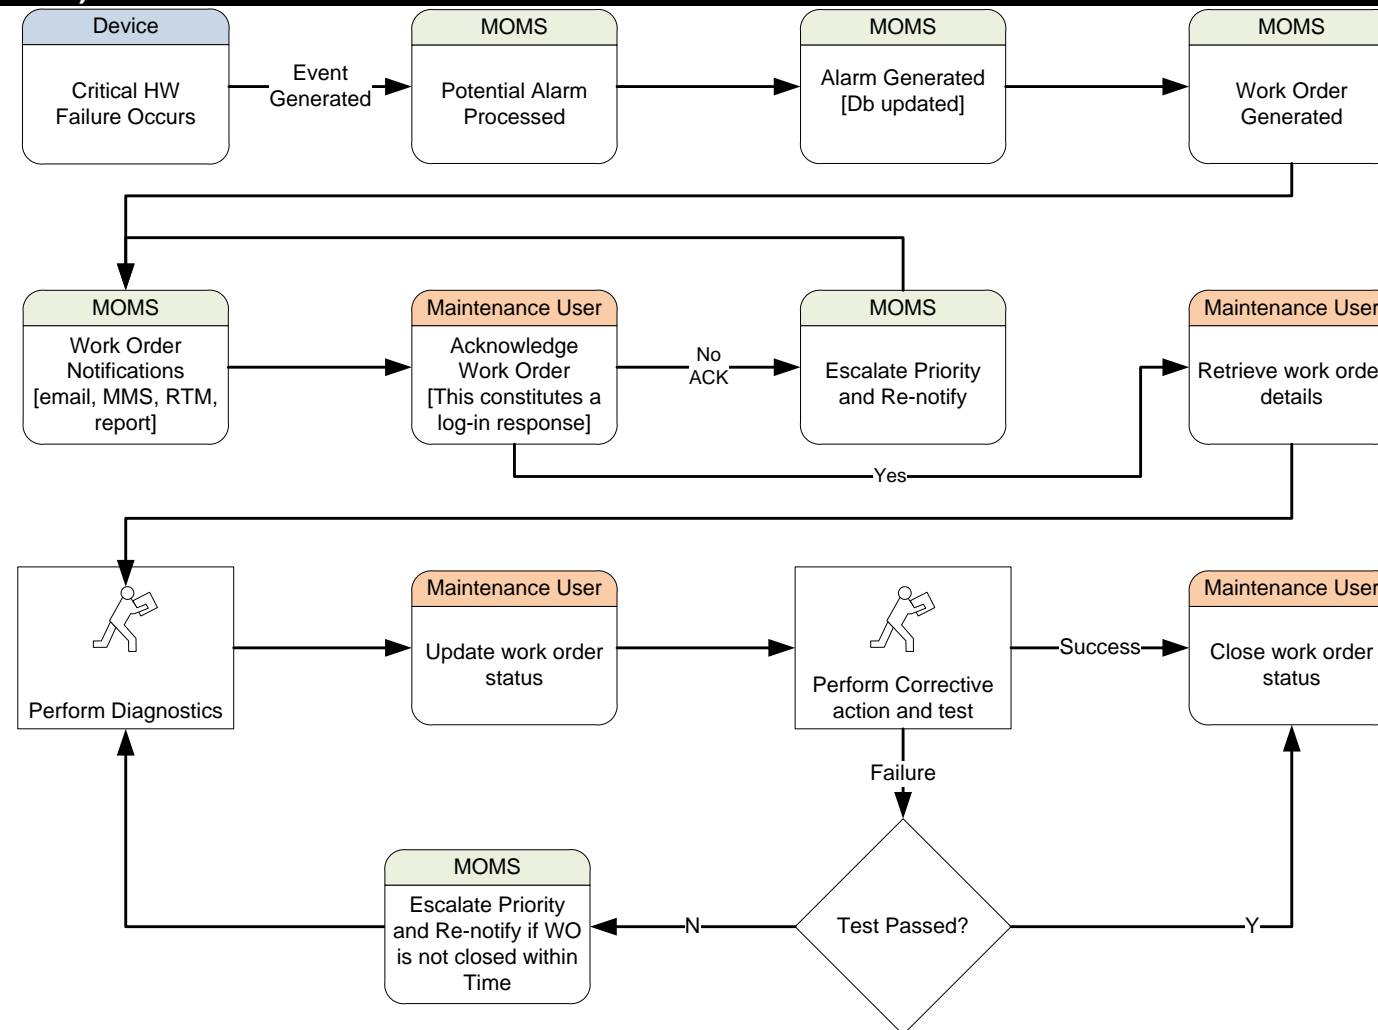 Device
Critical HW
Failure Occurs
Event
Generated
MOMS
Potential Alarm
Processed
MOMS
Alarm Generated
[Db updated]
MOMS
Work Order
Generated
MOMS
Work Order
Notifications
[email, MMS, RTM,
report]
Maintenance User
Acknowledge
Work Order
[This constitutes a
log-in response]
No
ACK
MOMS
Escalate Priority
and Re-notify
Yes
Maintenance User
Retrieve work orde
details
Perform Diagnostics
Maintenance User
Update work order
status
Perform Corrective
action and test
Success
Maintenance User
Close work order
status
Failure
MOMS
Escalate Priority
and Re-notify if WO
is not closed within
Time
N
Test Passed?
Y